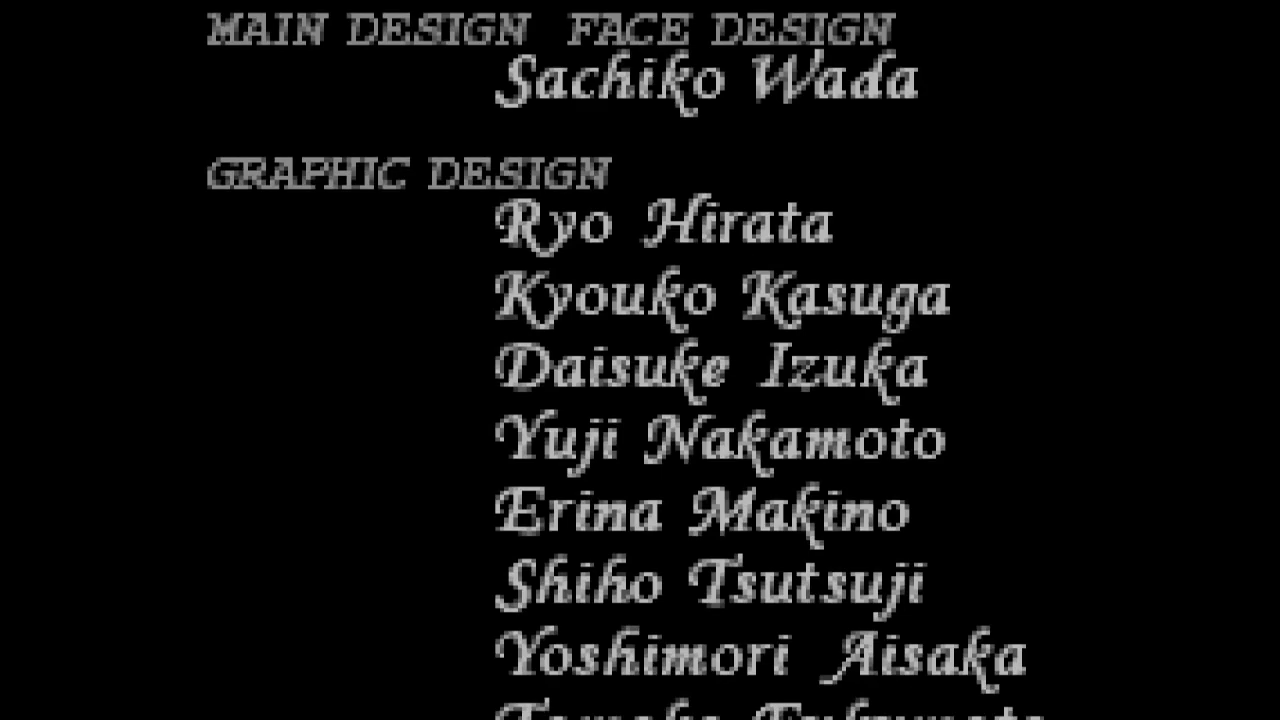 MAIN DESIGN FACE DESIGN
Sachiko Wada
GRAPHIC DESIGN
Ryo Hirata
Kyouko Kasuga
Daisuke Izuka
Yuji Nakamoto
Erina Makino
Shiho Tsutsuji
Yoshimori Aisaka